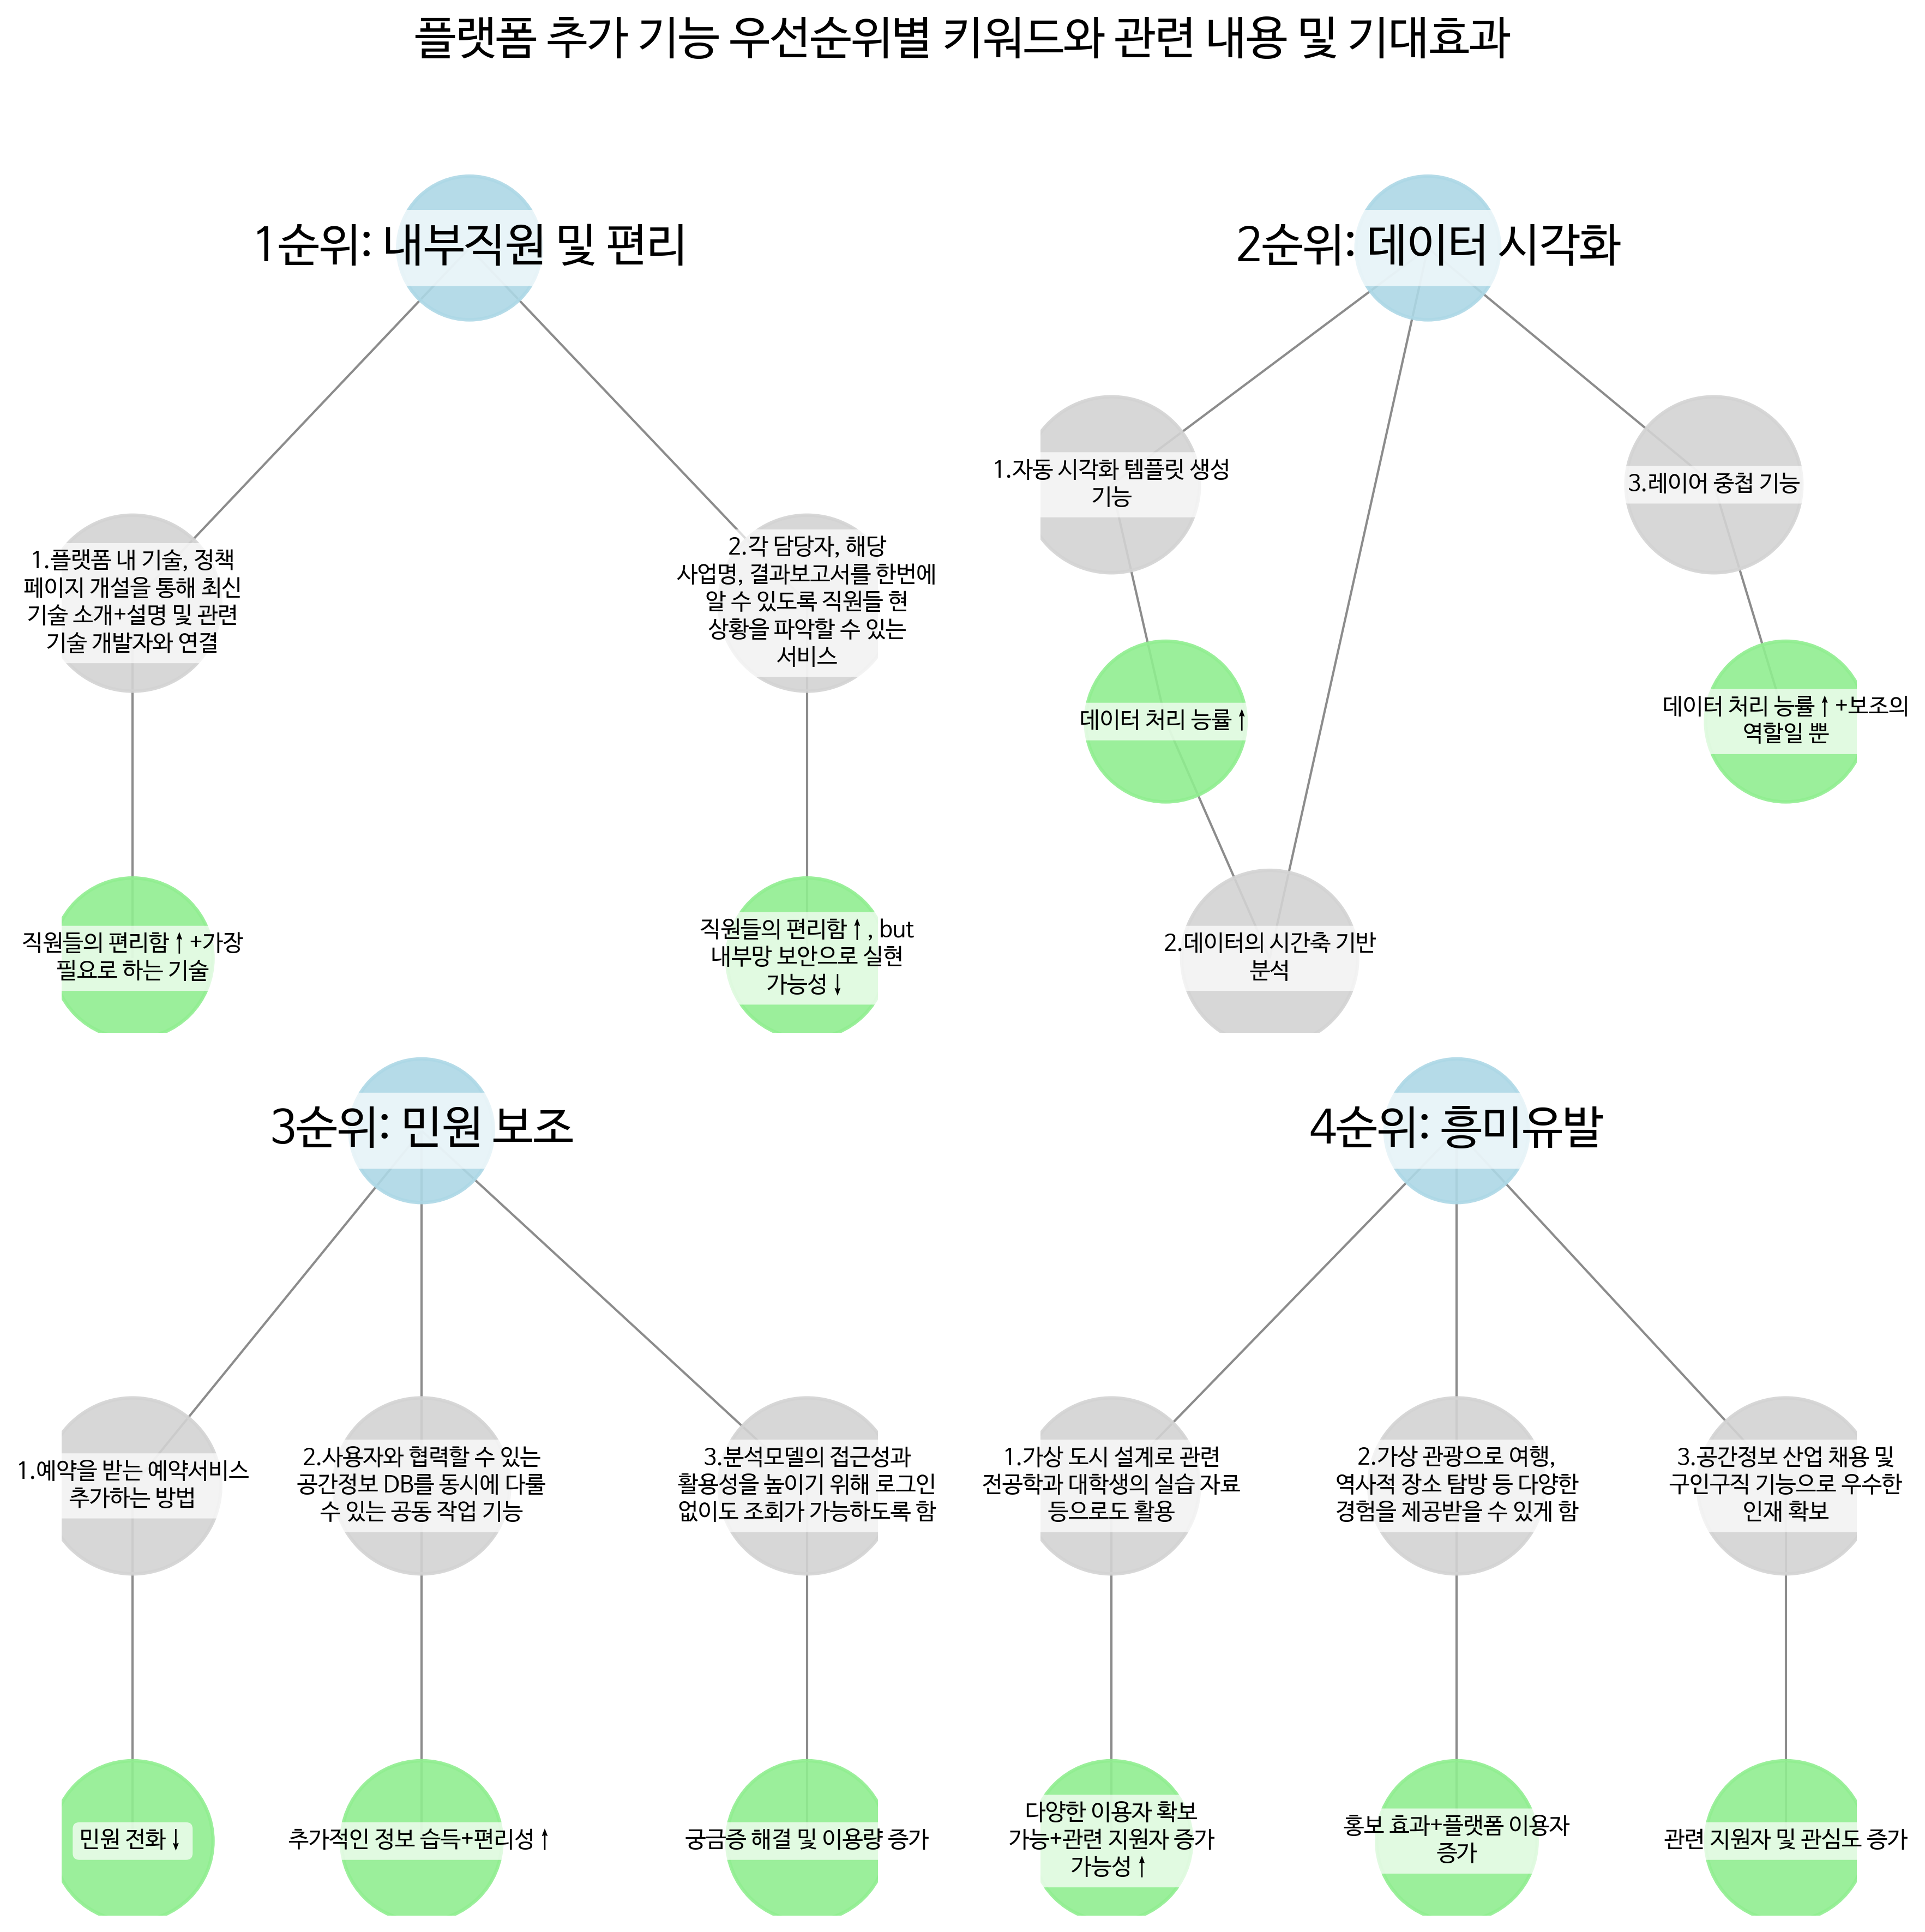 플랫폼 추가 기능 우선순위별 키워드와 관련 내용 및 기대효과
1순위: 내부직원 및 편리
1.플랫폼 내 기술, 정책
페이지 개설을 통해 최신
기술 소개+설명 및 관련
기술 개발자와 연결
2.각 담당자, 해당
사업명, 결과보고서를 한번에
알 수 있도록 직원들 현
상황을 파악할 수 있는
서비스
직원들의 편리함↑+가장
필요로 하는 기술
직원들의 편리함↑, but
내부망 보안으로 실현
가능성↓
2순위: 데이터 시각화
1.자동 시각화 템플릿 생성
기능
3.레이어 중첩 기능
데이터 처리 능률↑
데이터 처리 능률↑+보조의
역할일 뿐
2.데이터의 시간축 기반
분석
3순위: 민원 보조
1.예약을 받는 예약서비스
추가하는 방법
2.사용자와 협력할 수 있는
공간정보 DB를 동시에 다룰
수 있는 공동 작업 기능
3.분석모델의 접근성과
활용성을 높이기 위해 로그인
없이도 조회가 가능하도록 함
민원 전화↓
추가적인 정보 습득+편리성↑
궁금증 해결 및 이용량 증가
4순위: 흥미유발
1.가상 도시 설계로 관련
전공학과 대학생의 실습 자료
등으로도 활용
2.가상 관광으로 여행,
역사적 장소 탐방 등 다양한
경험을 제공받을 수 있게 함
3.공간정보 산업 채용 및
구인구직 기능으로 우수한
인재 확보
다양한 이용자 확보
가능+관련 지원자 증가
가능성↑
홍보 효과+플랫폼 이용자
증가
관련 지원자 및 관심도 증가